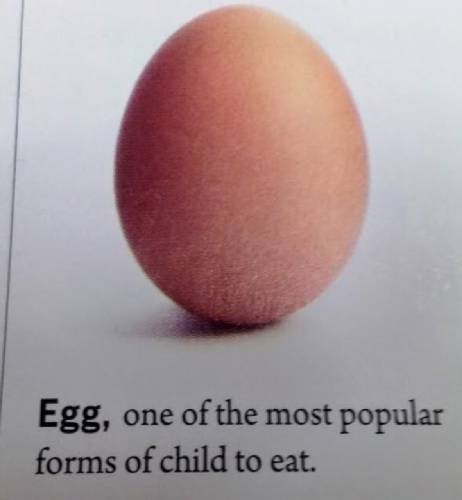 Egg, one of the most popular
forms of child to eat.